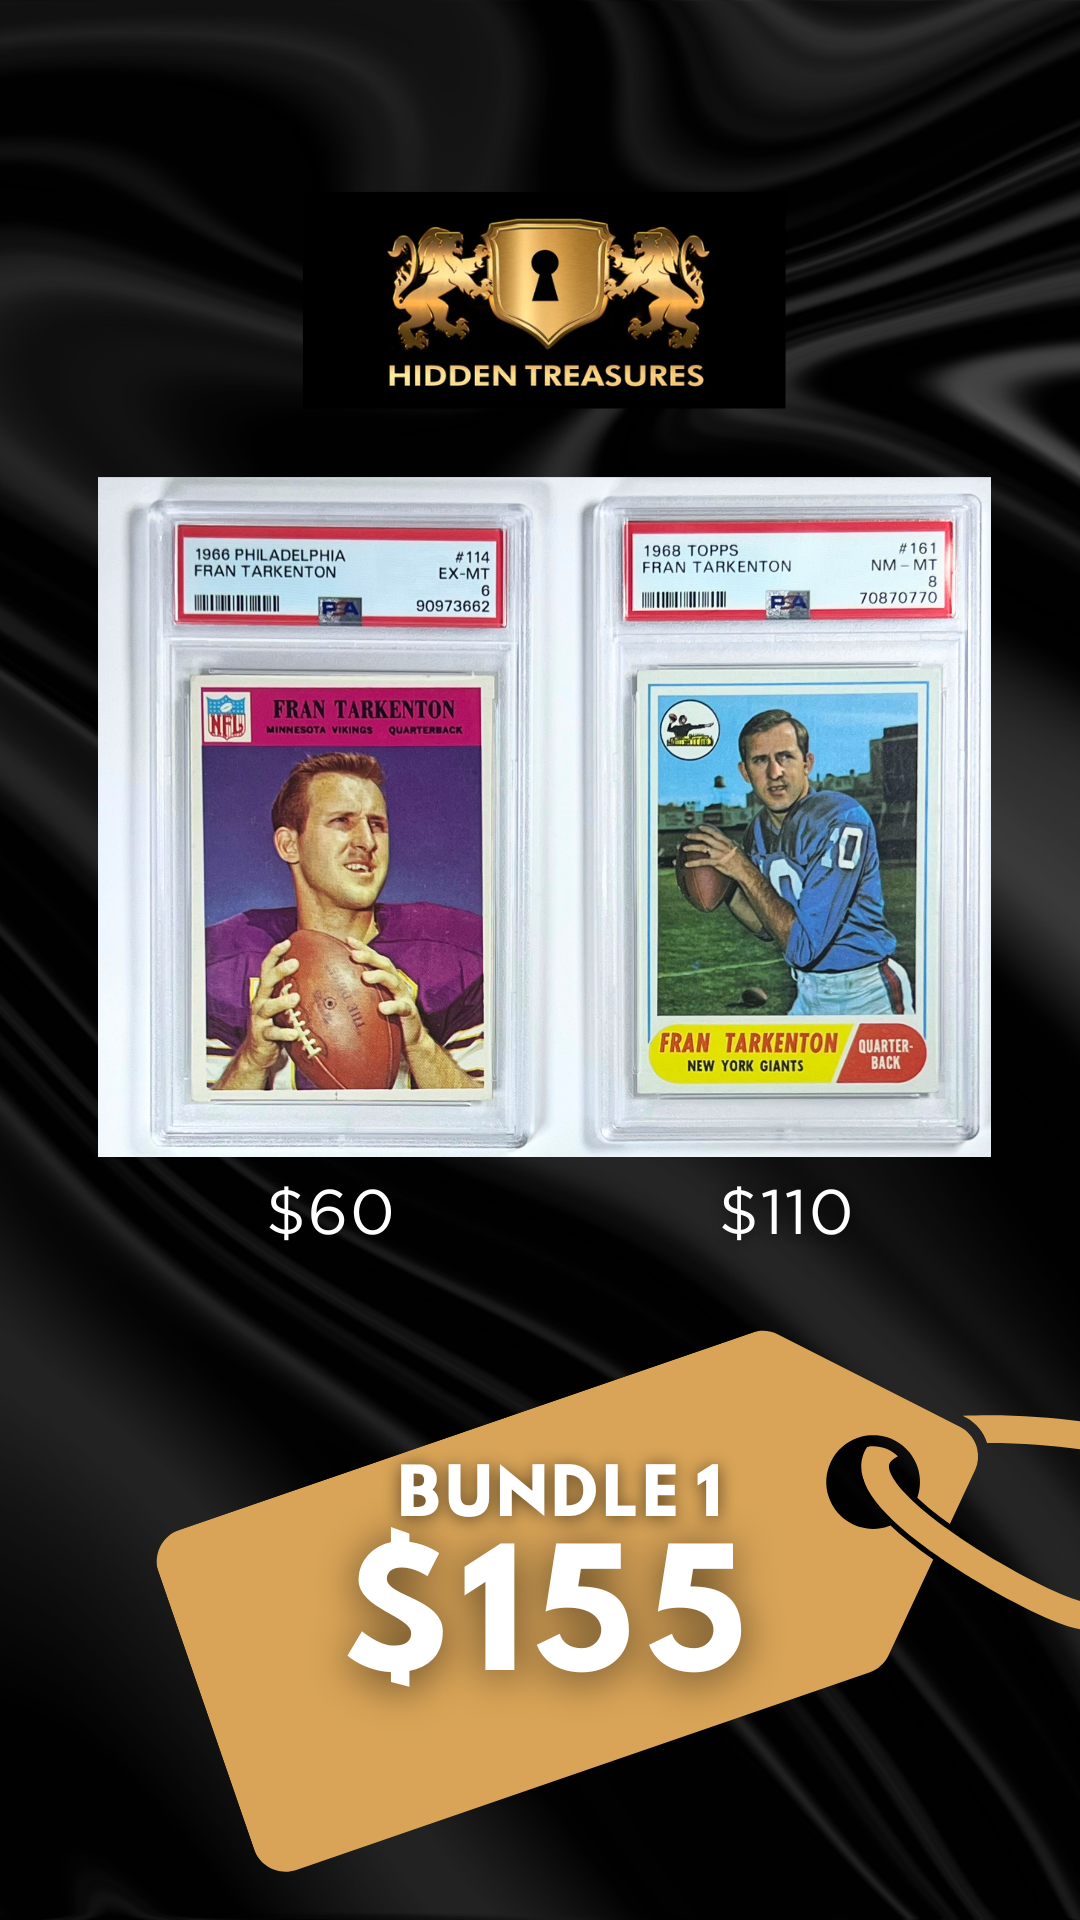 HIDDEN TREASURES
1966 PHILADELPHIA #114
FRAN TARKENTON EX-MT
6
90973662
PSA
1968 TOPPS #161
FRAN TARKENTON NM-MT
8
70870770
PSA
NFL
FRAN TARKENTON
MINNESOTA VIKINGS QUARTERBACK
10
10
FRAN TARKENTON
NEW YORK GIANTS
QUARTER-
BACK
$60
$110
BUNDLE 1
$155